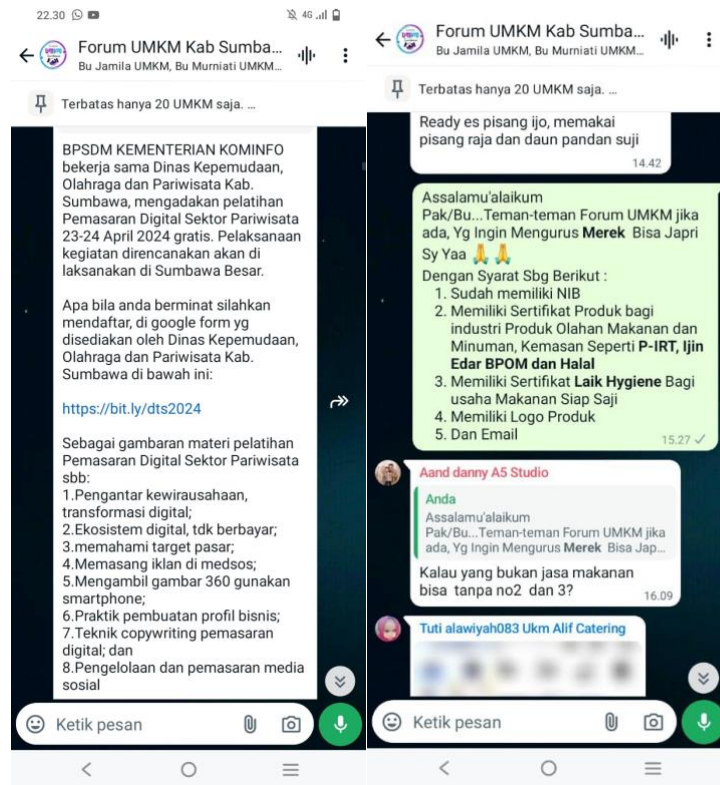 22.30
4G
Forum UMKM Kab Sumba...
Bu Jamila UMKM, Bu Murniati UMKM...
Terbatas hanya 20 UMKM saja. ...
BPSDM KEMENTERIAN KOMINFO
bekerja sama Dinas Kepemudaan,
Olahraga dan Pariwisata Kab.
Sumbawa, mengadakan pelatihan
Pemasaran Digital Sektor Pariwisata
23-24 April 2024 gratis. Pelaksanaan
kegiatan direncanakan akan di
laksanakan di Sumbawa Besar.
Apa bila anda berminat silahkan
mendaftar, di google form yg
disediakan oleh Dinas Kepemudaan,
Olahraga dan Pariwisata Kab.
Sumbawa di bawah ini:
https://bit.ly/dts2024
Sebagai gambaran materi pelatihan
Pemasaran Digital Sektor Pariwisata
sbb:
1.Pengantar kewirausahaan,
transformasi digital;
2.Ekosistem digital, tdk berbayar;
3.memahami target pasar;
4.Memasang iklan di medsos;
5.Mengambil gambar 360 gunakan
smartphone;
6.Praktik pembuatan profil bisnis;
7.Teknik copywriting pemasaran
digital; dan
8.Pengelolaan dan pemasaran media
sosial
Ketik pesan
Forum UMKM Kab Sumba...
Bu Jamila UMKM, Bu Murniati UMKM...
Terbatas hanya 20 UMKM saja. ...
Ready es pisang ijo, memakai
pisang raja dan daun pandan suji
14.42
Assalamu'alaikum
Pak/Bu...Teman-teman Forum UMKM jika
ada, Yg Ingin Mengurus Merek Bisa Japri
Sy Yaa 🙏 🙏
Dengan Syarat Sbg Berikut :
1. Sudah memiliki NIB
2. Memiliki Sertifikat Produk bagi
industri Produk Olahan Makanan dan
Minuman, Kemasan Seperti P-IRT, Ijin
Edar BPOM dan Halal
3. Memiliki Sertifikat Laik Hygiene Bagi
usaha Makanan Siap Saji
4. Memiliki Logo Produk
5. Dan Email
15.27
Aand danny A5 Studio
Anda
Assalamu'alaikum
Pak/Bu...Teman-teman Forum UMKM jika
ada, Yg Ingin Mengurus Merek Bisa Jap...
Kalau yang bukan jasa makanan
bisa tanpa no2 dan 3?
16.09
Tuti alawiyah083 Ukm Alif Catering
Ketik pesan